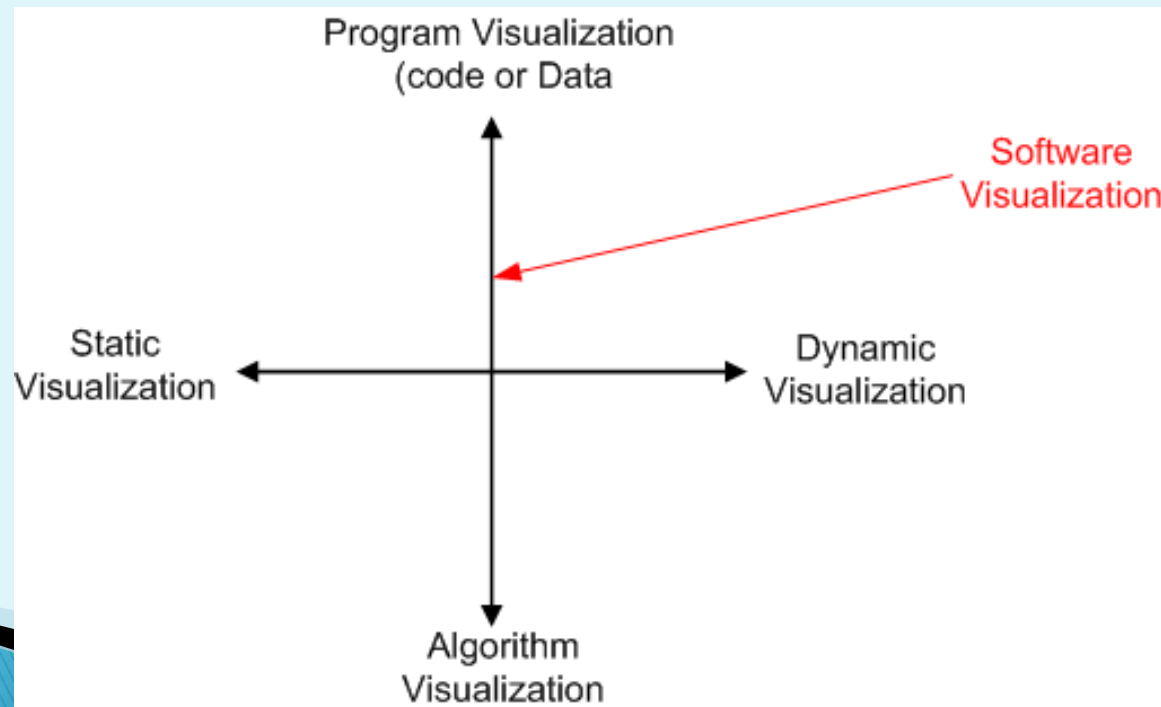 Program Visualization
(code or Data
Software
Visualization
Static
Visualization
Dynamic
Visualization
Algorithm
Visualization